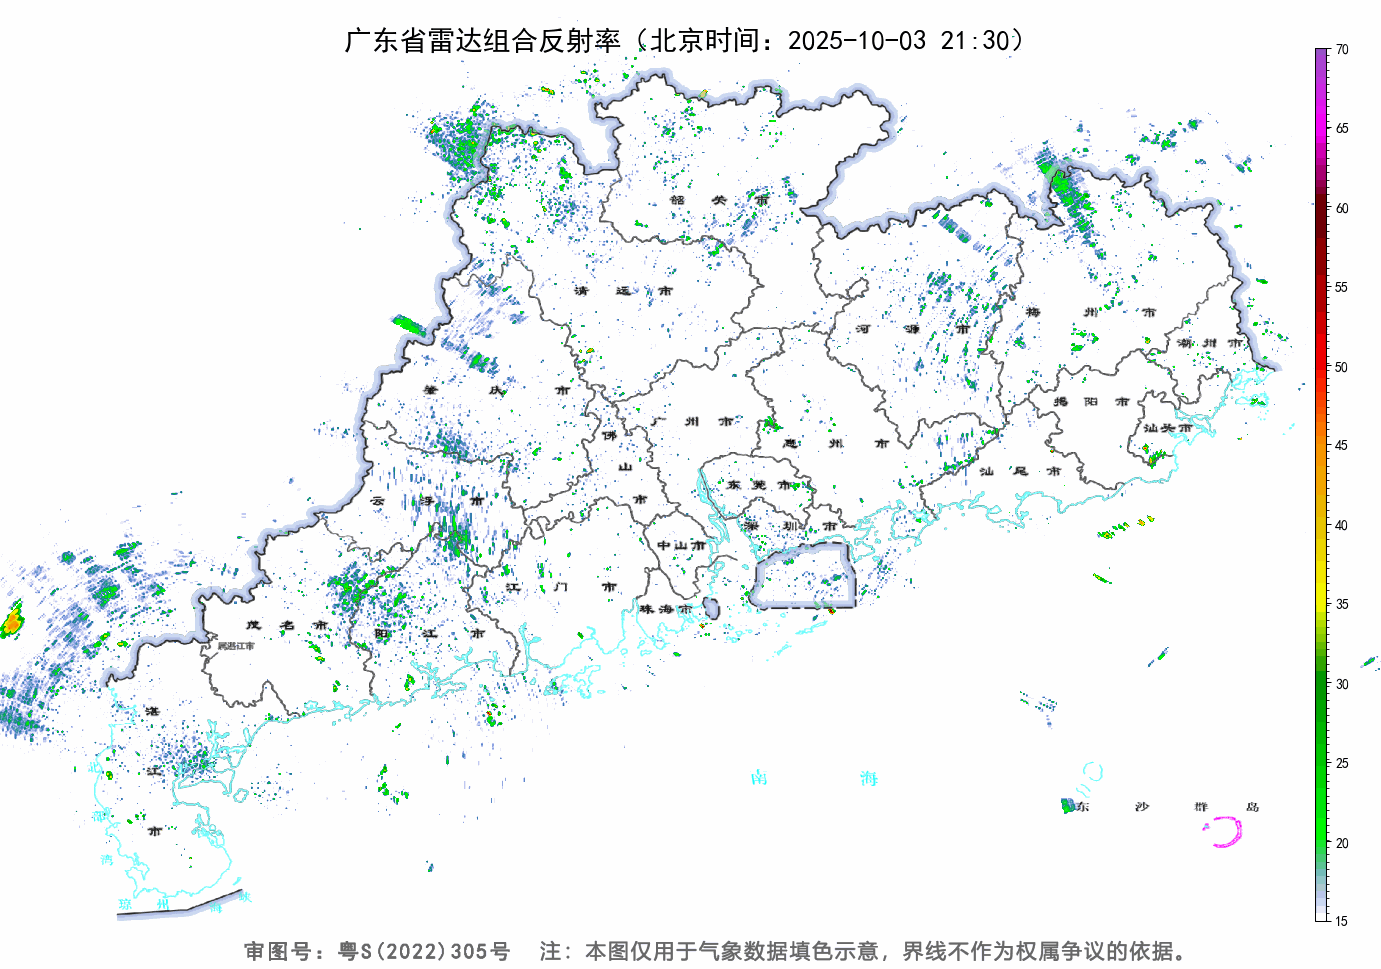 广东省雷达组合反射率（北京时间：2025-10-03 21:30）
70
65
60
55
50
45
40
35
30
25
20
15
韶关市
清远市
河源市
梅州市
潮州市
肇庆市
广州市
佛山市
惠州市
揭阳市
汕头市
汕尾市
云浮市
东莞市
深圳市
中山市
江门市
珠海市
茂名市
属湛江市
阳江市
湛江市
南海
东沙群岛
北部湾
琼州海峡
审图号：粤S(2022)305号 注：本图仅用于气象数据填色示意，界线不作为权属争议的依据。